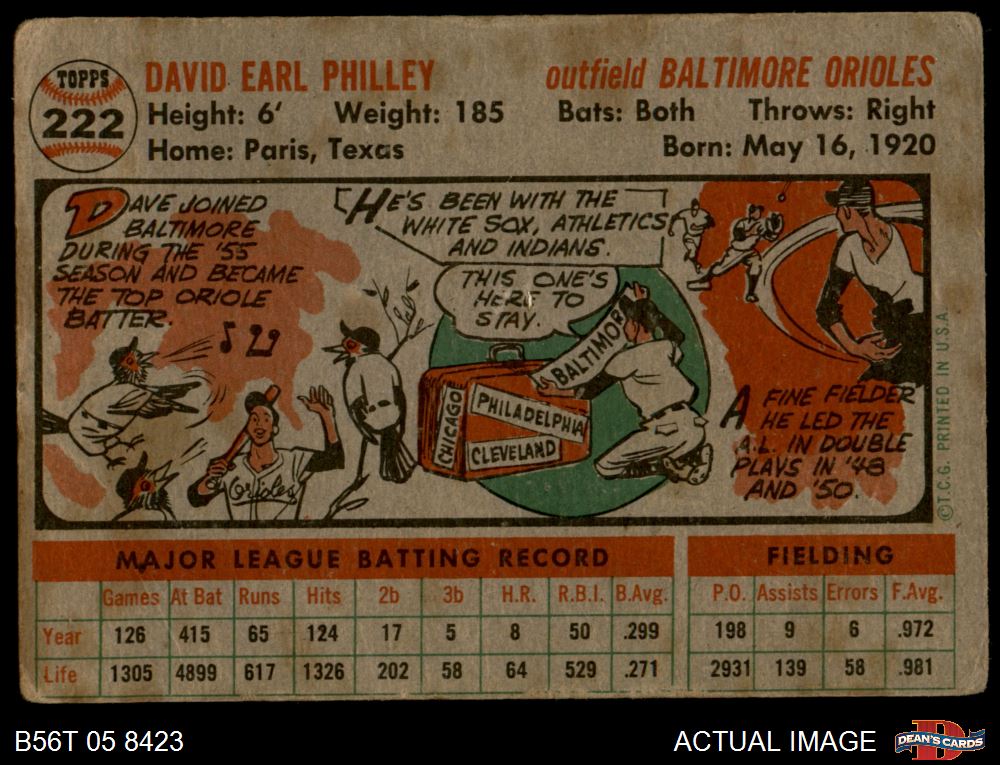 TOPPS
222
DAVID EARL PHILLEY
outfield BALTIMORE ORIOLES
Height: 6' Weight: 185 Bats: Both Throws: Right
Home: Paris, Texas Born: May 16, 1920
DAVE JOINED
BALTIMORE
DURING THE '55
SEASON AND BECAME
THE TOP ORIOLE
BATTER.
Orioles
HE'S BEEN WITH THE
WHITE SOX, ATHLETICS
AND INDIANS.
THIS ONE'S
HERE TO
STAY.
BALTIMOR
CHICAGO
PHILADELPHIA
CLEVELAND
A FINE FIELDER
HE LED THE
A.L. IN DOUBLE
PLAYS IN '48
AND '50.
©T.C.G. PRINTED IN U.S.A.
MAJOR LEAGUE BATTING RECORD FIELDING
Games At Bat Runs Hits 2b 3b H.R. R.B.I. B.Avg. P.O. Assists Errors F.Avg.
Year 126 415 65 124 17 5 8 50 .299 198 9 6 .972
Life 1305 4899 617 1326 202 58 64 529 .271 2931 139 58 .981
B56T 05 8423
ACTUAL IMAGE
DEAN'S CARDS